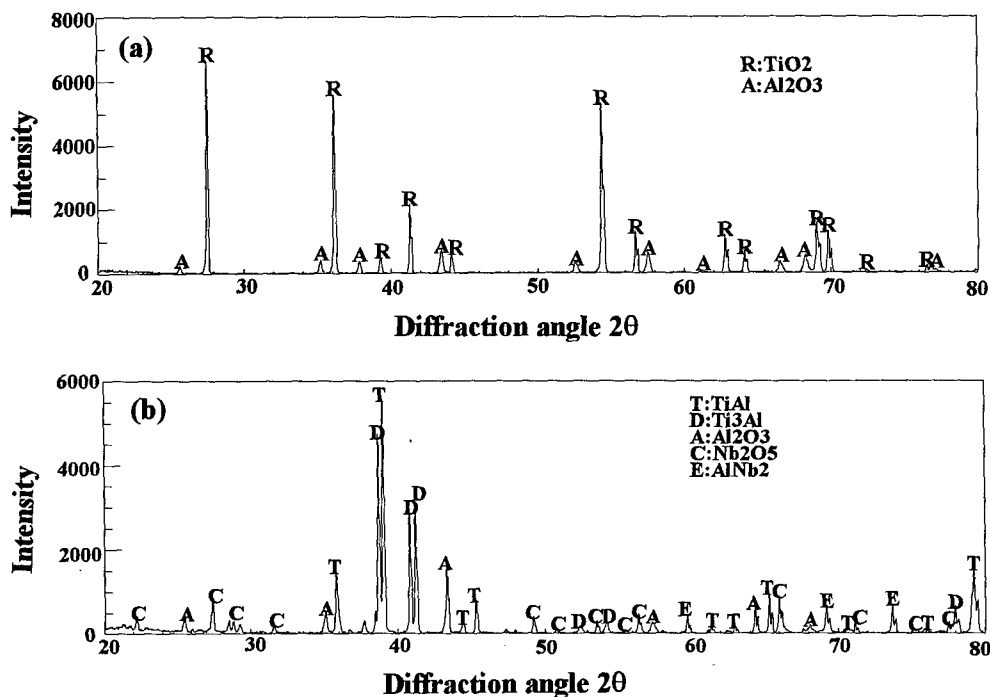 8000
6000
4000
2000
0
(a)
Intensity
R:TiO2
A:Al2O3
A R A R A R R A R A R R A A R R A R R R R A
20 30 40 50 60 70 80
Diffraction angle 2θ
6000
4000
2000
0
(b)
Intensity
T:TiAl
D:Ti3Al
A:Al2O3
C:Nb2O5
E:AlNb2
C A C C C A T D T D D A T T C C D C D C C A E T T A T C A E T C E C T C D T
20 30 40 50 60 70 80
Diffraction angle 2θ